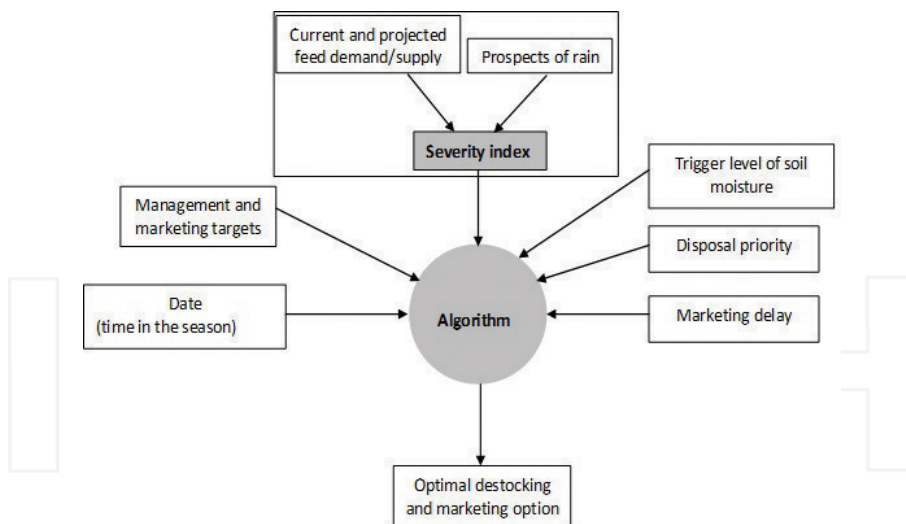 Current and projected
feed demand/supply
Prospects of rain
Severity index
Trigger level of soil
moisture
Management and
marketing targets
Disposal priority
Date
(time in the season)
Algorithm
Marketing delay
Optimal destocking
and marketing option